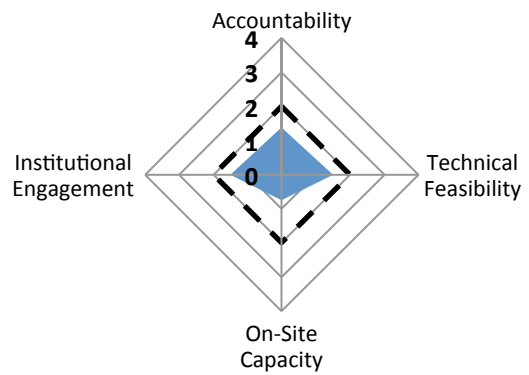 Accountability
4
3
2
1
0
Institutional
Engagement
Technical
Feasibility
On-Site
Capacity